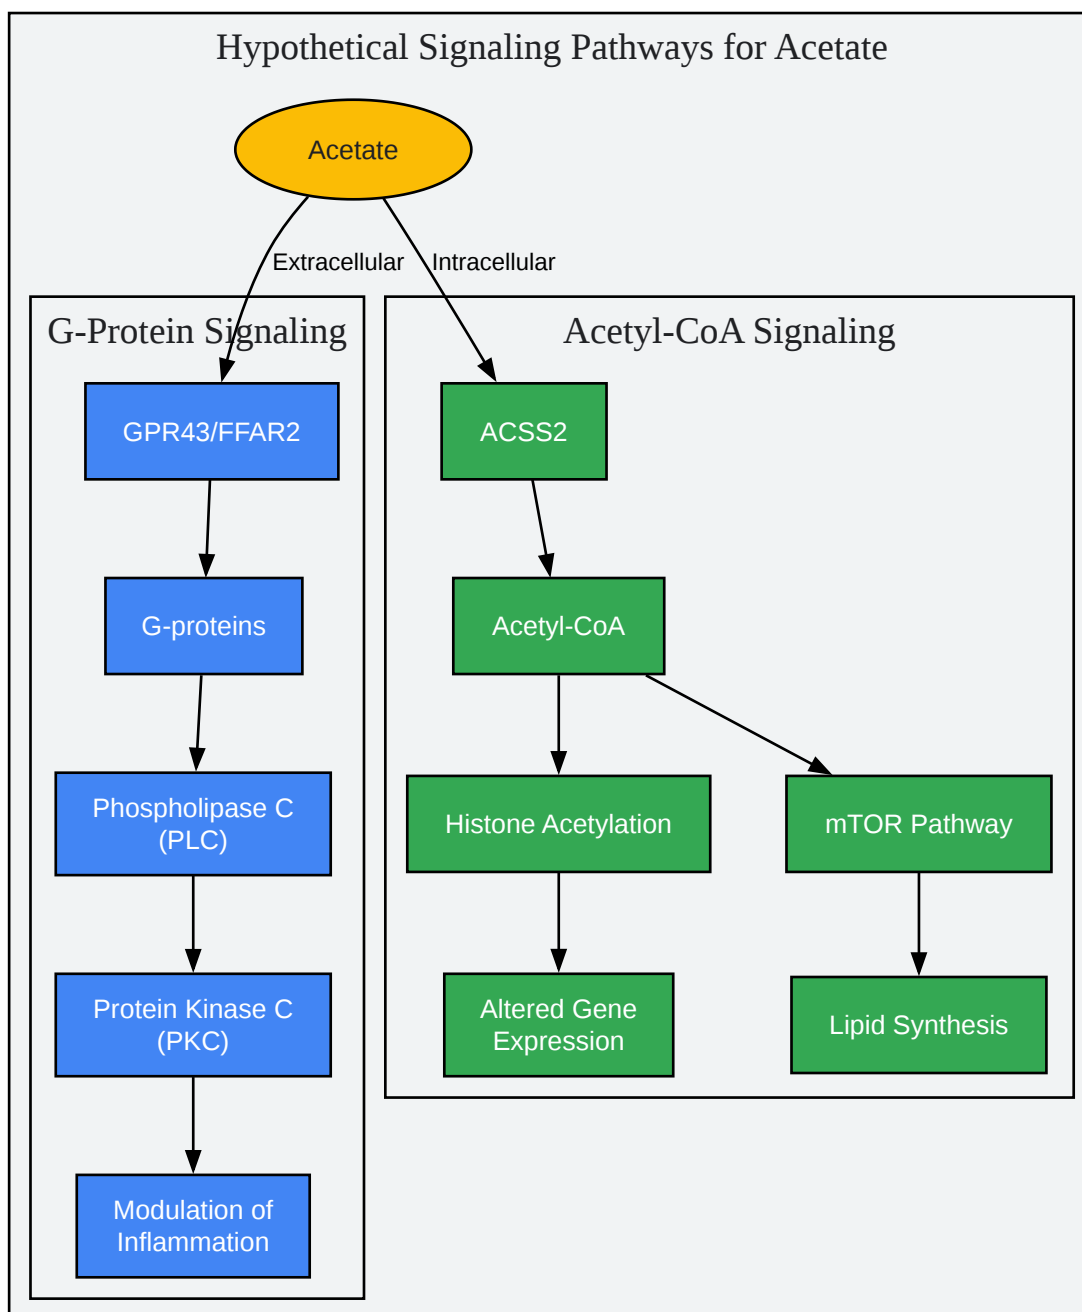 Hypothetical Signaling Pathways for Acetate
Acetate
Extracellular
Intracellular
G-Protein Signaling
GPR43/FFAR2
G-proteins
Phospholipase C
(PLC)
Protein Kinase C
(PKC)
Modulation of
Inflammation
Acetyl-CoA Signaling
ACSS2
Acetyl-CoA
Histone Acetylation
mTOR Pathway
Altered Gene
Expression
Lipid Synthesis